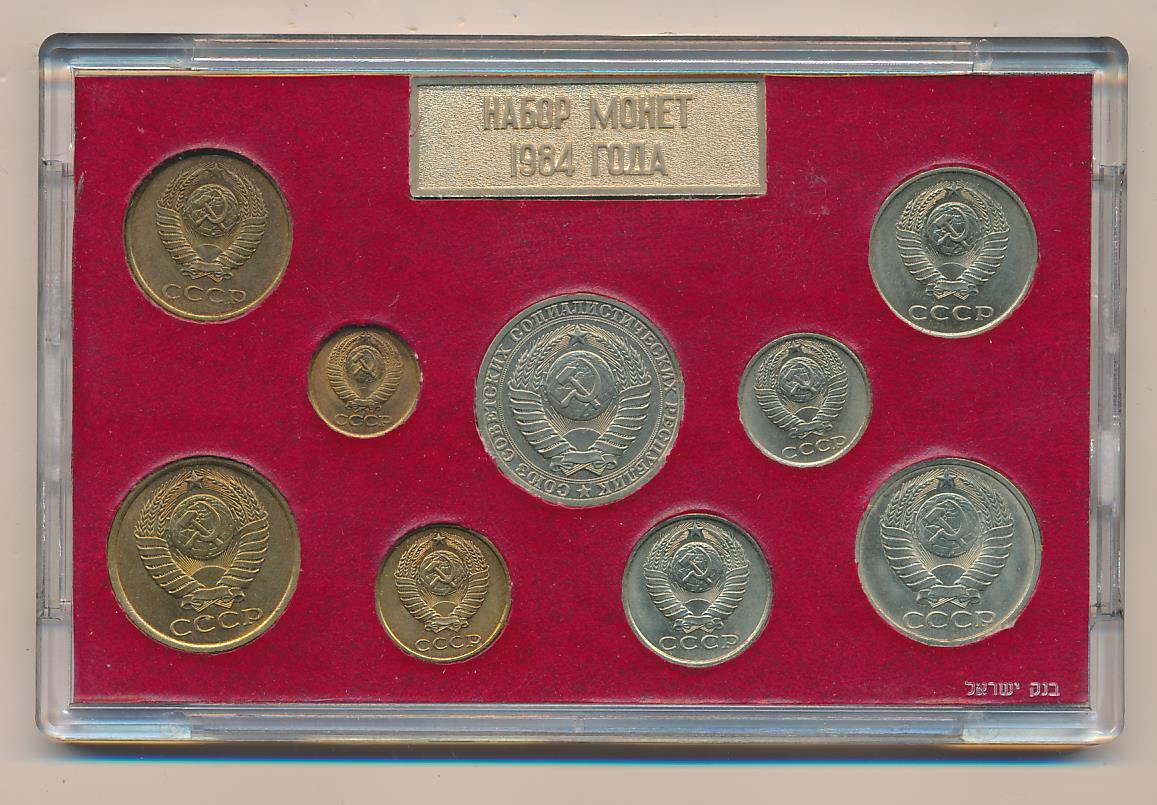 НАБОР МОНЕТ
1984 ГОДА
СССР
СССР
СССР
СССР
СОЮЗ СОВЕТСКИХ СОЦИАЛИСТИЧЕСКИХ РЕСПУБЛИК
СССР
СССР
СССР
СССР
בנק ישראל